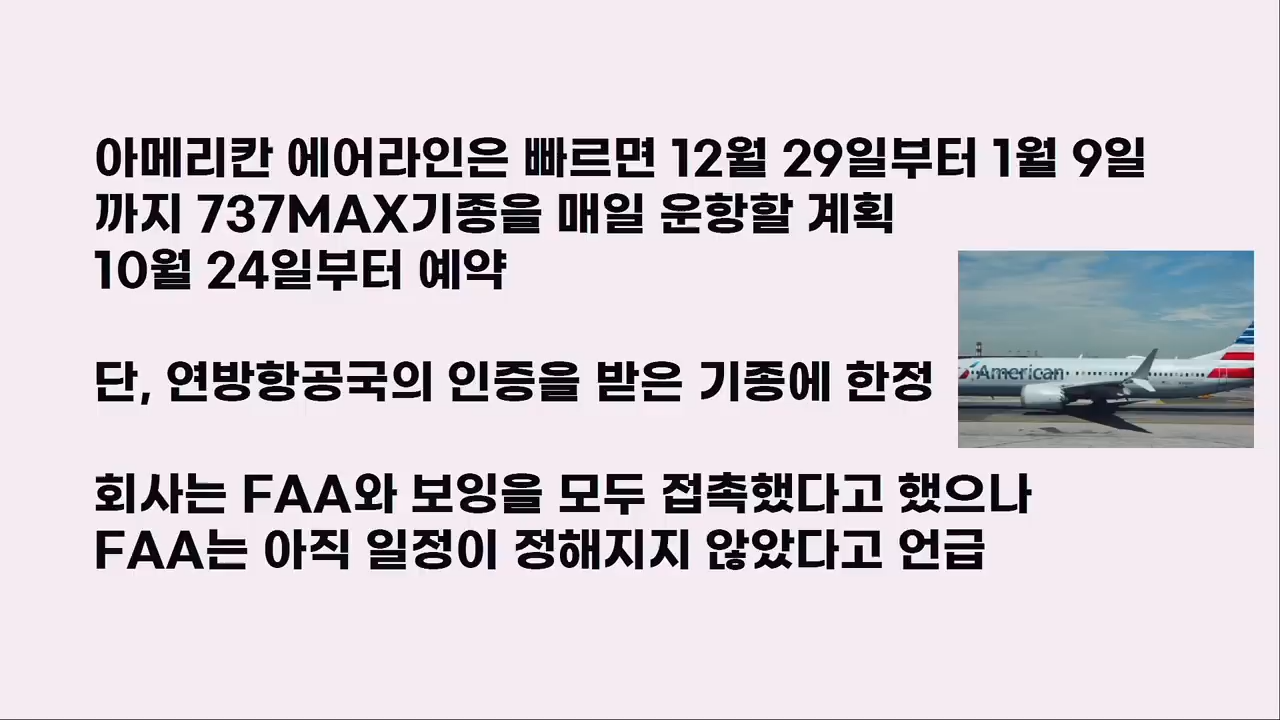 아메리칸 에어라인은 빠르면 12월 29일부터 1월 9일
까지 737MAX기종을 매일 운항할 계획
10월 24일부터 예약
단, 연방항공국의 인증을 받은 기종에 한정
American
회사는 FAA와 보잉을 모두 접촉했다고 했으나
FAA는 아직 일정이 정해지지 않았다고 언급